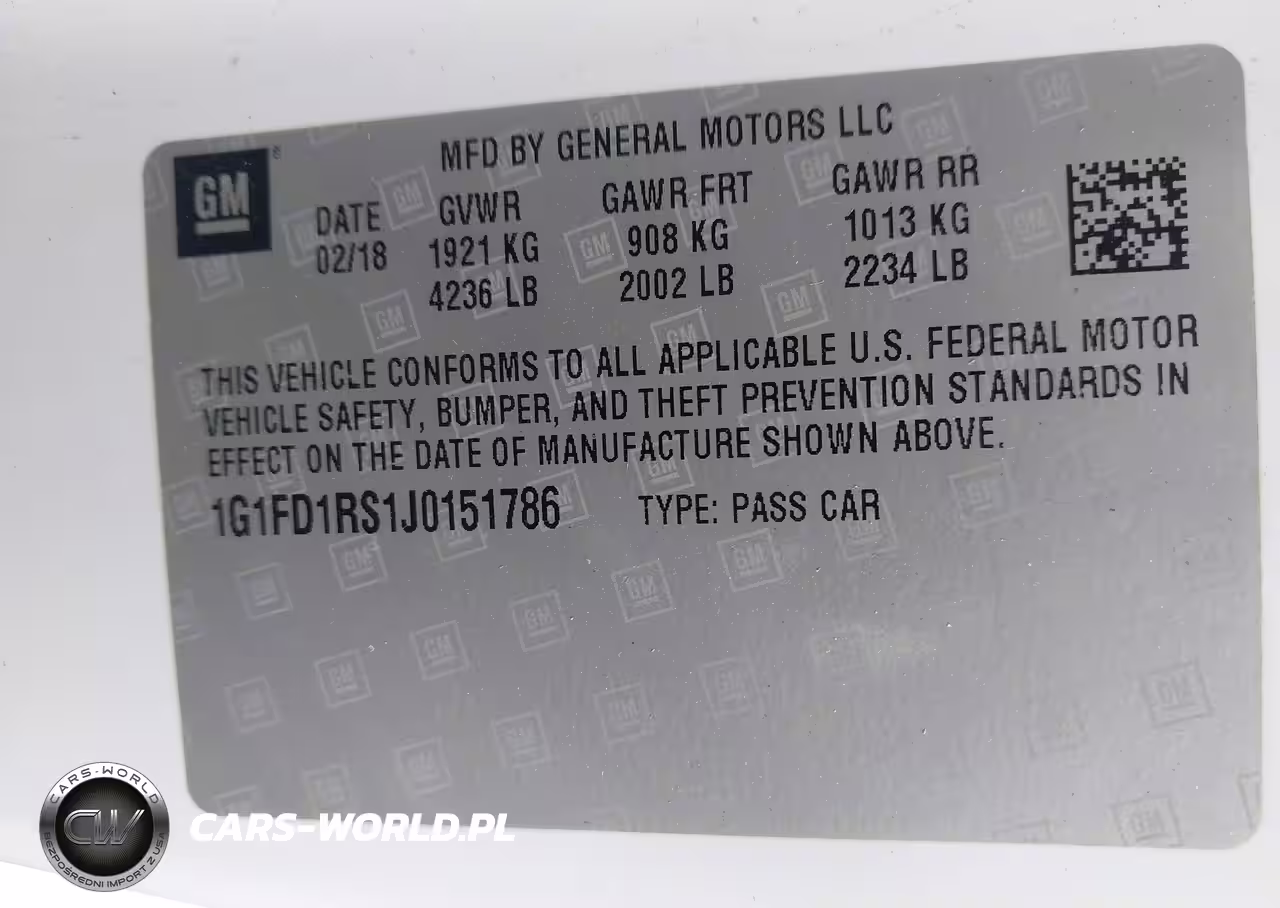 MFD BY GENERAL MOTORS LLC
GM ®
DATE GVWR GAWR FRT GAWR RR
02/18 1921 KG 908 KG 1013 KG
4236 LB 2002 LB 2234 LB
THIS VEHICLE CONFORMS TO ALL APPLICABLE U.S. FEDERAL MOTOR
VEHICLE SAFETY, BUMPER, AND THEFT PREVENTION STANDARDS IN
EFFECT ON THE DATE OF MANUFACTURE SHOWN ABOVE.
1G1FD1RS1J0151786 TYPE: PASS CAR
CARS-WORLD
CW
BEZPOŚREDNI IMPORT Z USA
CARS-WORLD.PL